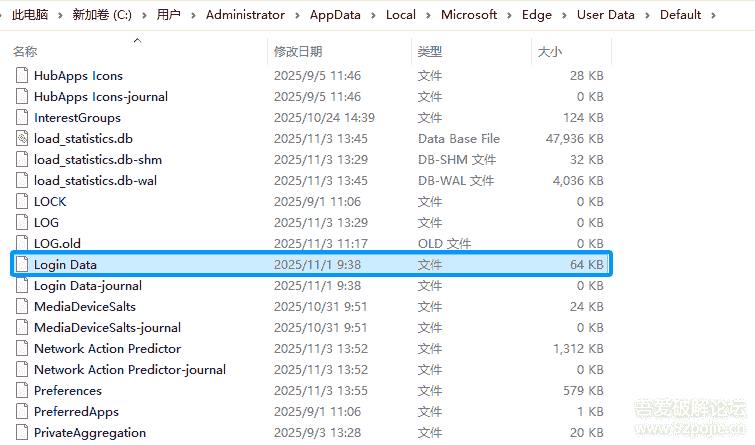 此电脑 › 新加卷 (C:) › 用户 › Administrator › AppData › Local › Microsoft › Edge › User Data › Default ›
名称 修改日期 类型 大小
HubApps Icons 2025/9/5 11:46 文件 28 KB
HubApps Icons-journal 2025/9/5 11:46 文件 0 KB
InterestGroups 2025/10/24 14:39 文件 124 KB
load_statistics.db 2025/11/3 13:45 Data Base File 47,936 KB
load_statistics.db-shm 2025/11/3 13:29 DB-SHM 文件 32 KB
load_statistics.db-wal 2025/11/3 13:45 DB-WAL 文件 4,036 KB
LOCK 2025/9/1 11:06 文件 0 KB
LOG 2025/11/3 13:29 文件 0 KB
LOG.old 2025/11/3 11:17 OLD 文件 0 KB
Login Data 2025/11/1 9:38 文件 64 KB
Login Data-journal 2025/11/1 9:38 文件 0 KB
MediaDeviceSalts 2025/10/31 9:51 文件 24 KB
MediaDeviceSalts-journal 2025/10/31 9:51 文件 0 KB
Network Action Predictor 2025/11/3 13:52 文件 1,312 KB
Network Action Predictor-journal 2025/11/3 13:52 文件 0 KB
Preferences 2025/11/3 13:55 文件 579 KB
PreferredApps 2025/9/1 11:06 文件 1 KB
PrivateAggregation 2025/9/3 13:28 文件 20 KB
吾爱破解论坛
www.52pojie.cn